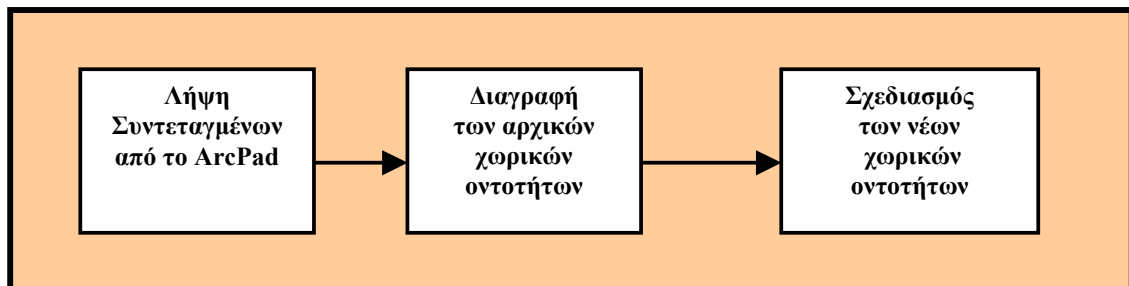 Λήψη
Συντεταγμένων
από το ArcPad
Διαγραφή
των αρχικών
χωρικών
οντοτήτων
Σχεδιασμός
των νέων
χωρικών
οντοτήτων